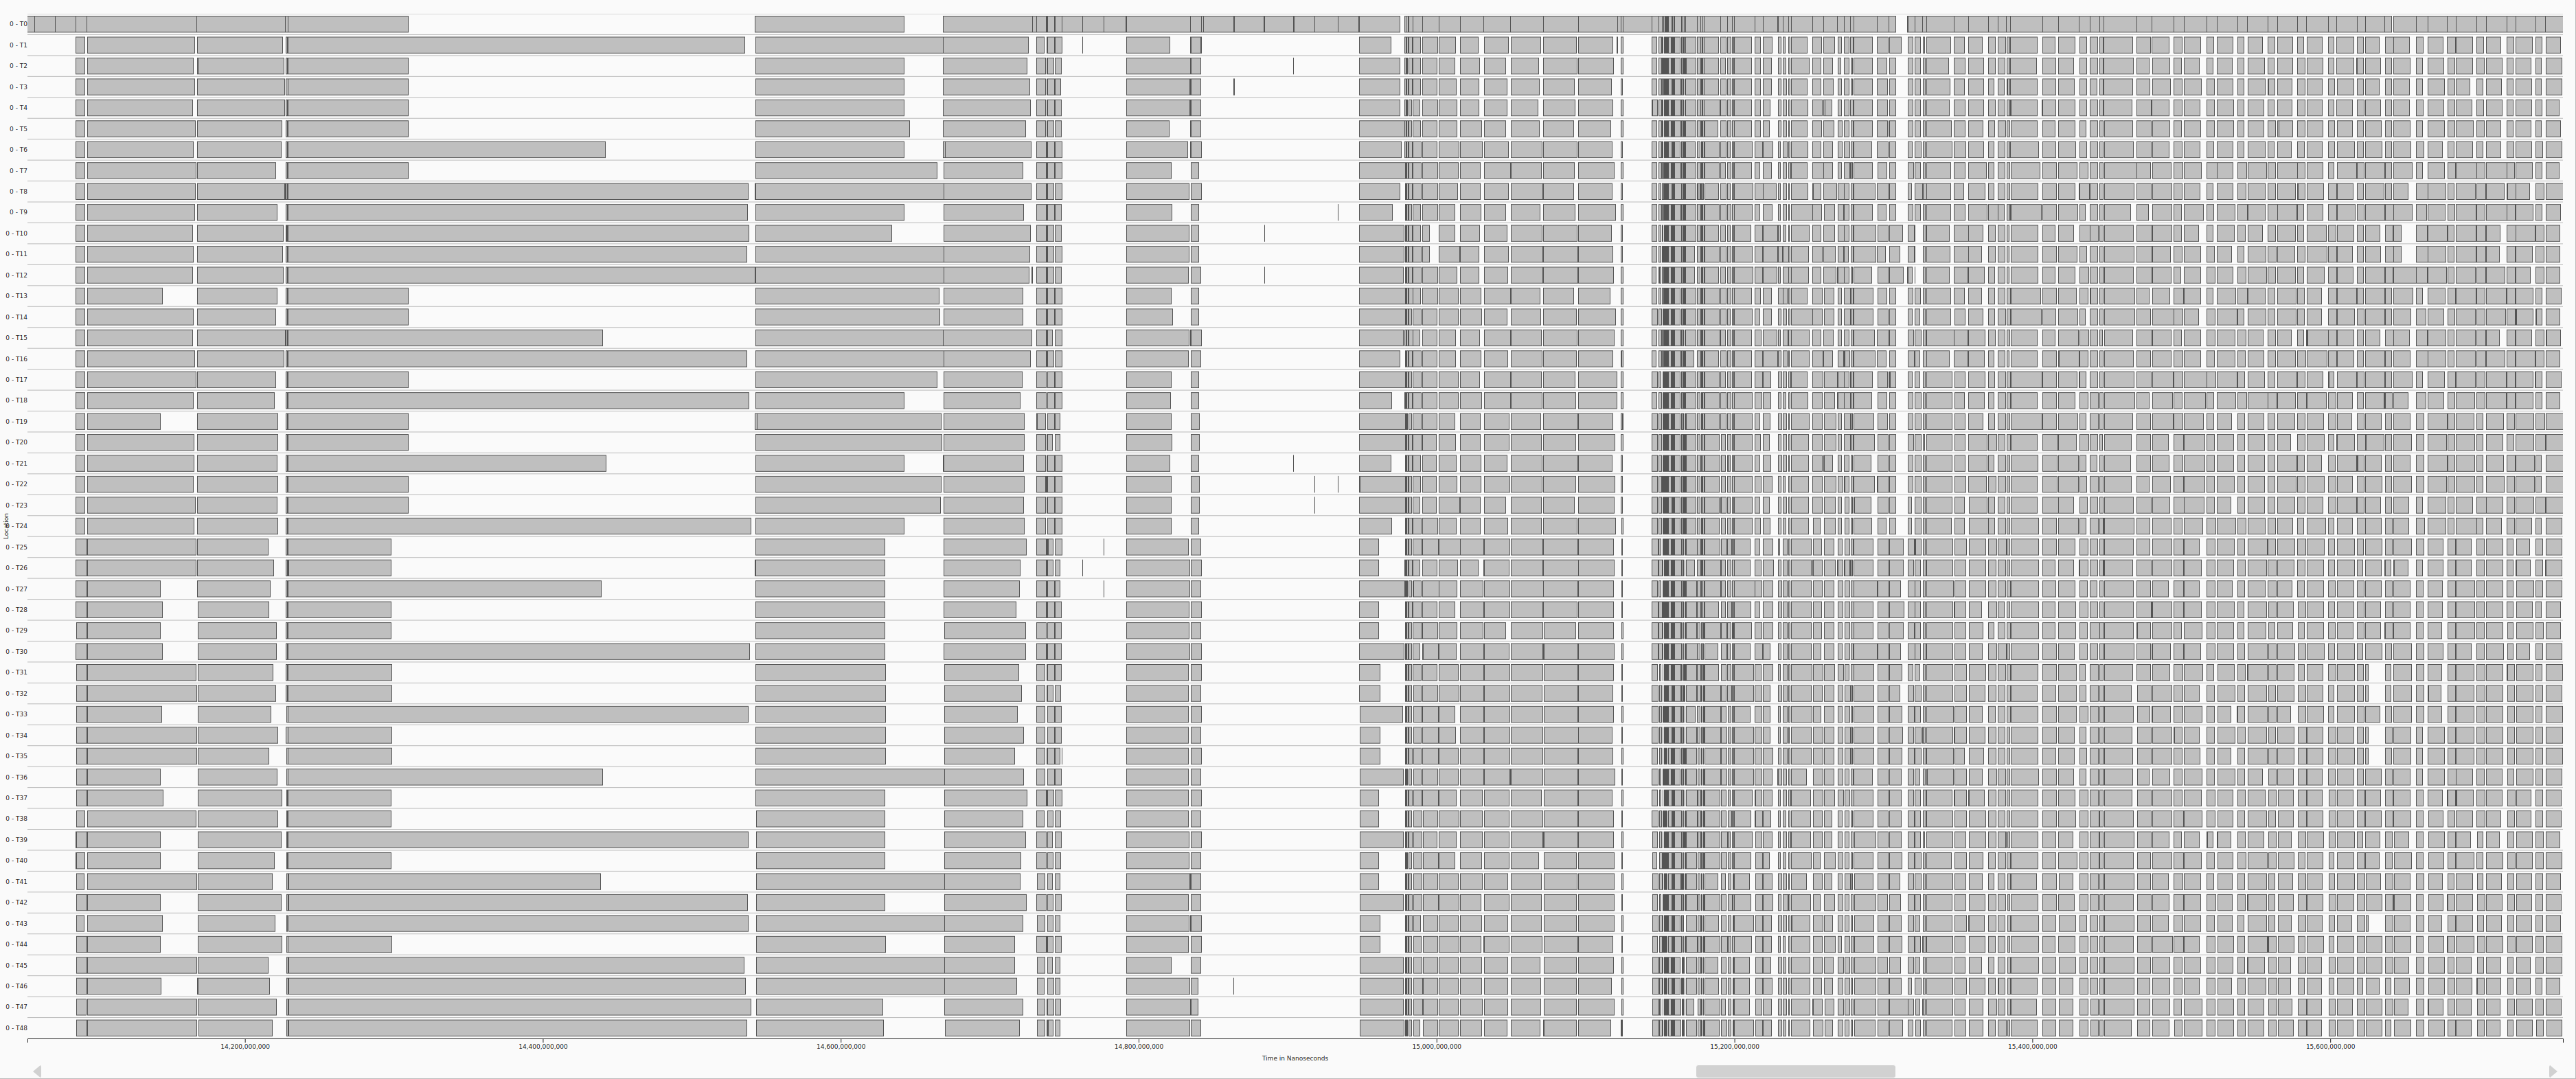 0 - T0
0 - T1
0 - T2
0 - T3
0 - T4
0 - T5
0 - T6
0 - T7
0 - T8
0 - T9
0 - T10
0 - T11
0 - T12
0 - T13
0 - T14
0 - T15
0 - T16
0 - T17
0 - T18
0 - T19
0 - T20
0 - T21
0 - T22
0 - T23
Location
0 - T24
0 - T25
0 - T26
0 - T27
0 - T28
0 - T29
0 - T30
0 - T31
0 - T32
0 - T33
0 - T34
0 - T35
0 - T36
0 - T37
0 - T38
0 - T39
0 - T40
0 - T41
0 - T42
0 - T43
0 - T44
0 - T45
0 - T46
0 - T47
0 - T48
14,200,000,000 14,400,000,000 14,600,000,000 14,800,000,000 15,000,000,000 15,200,000,000 15,400,000,000 15,600,000,000
Time in Nanoseconds